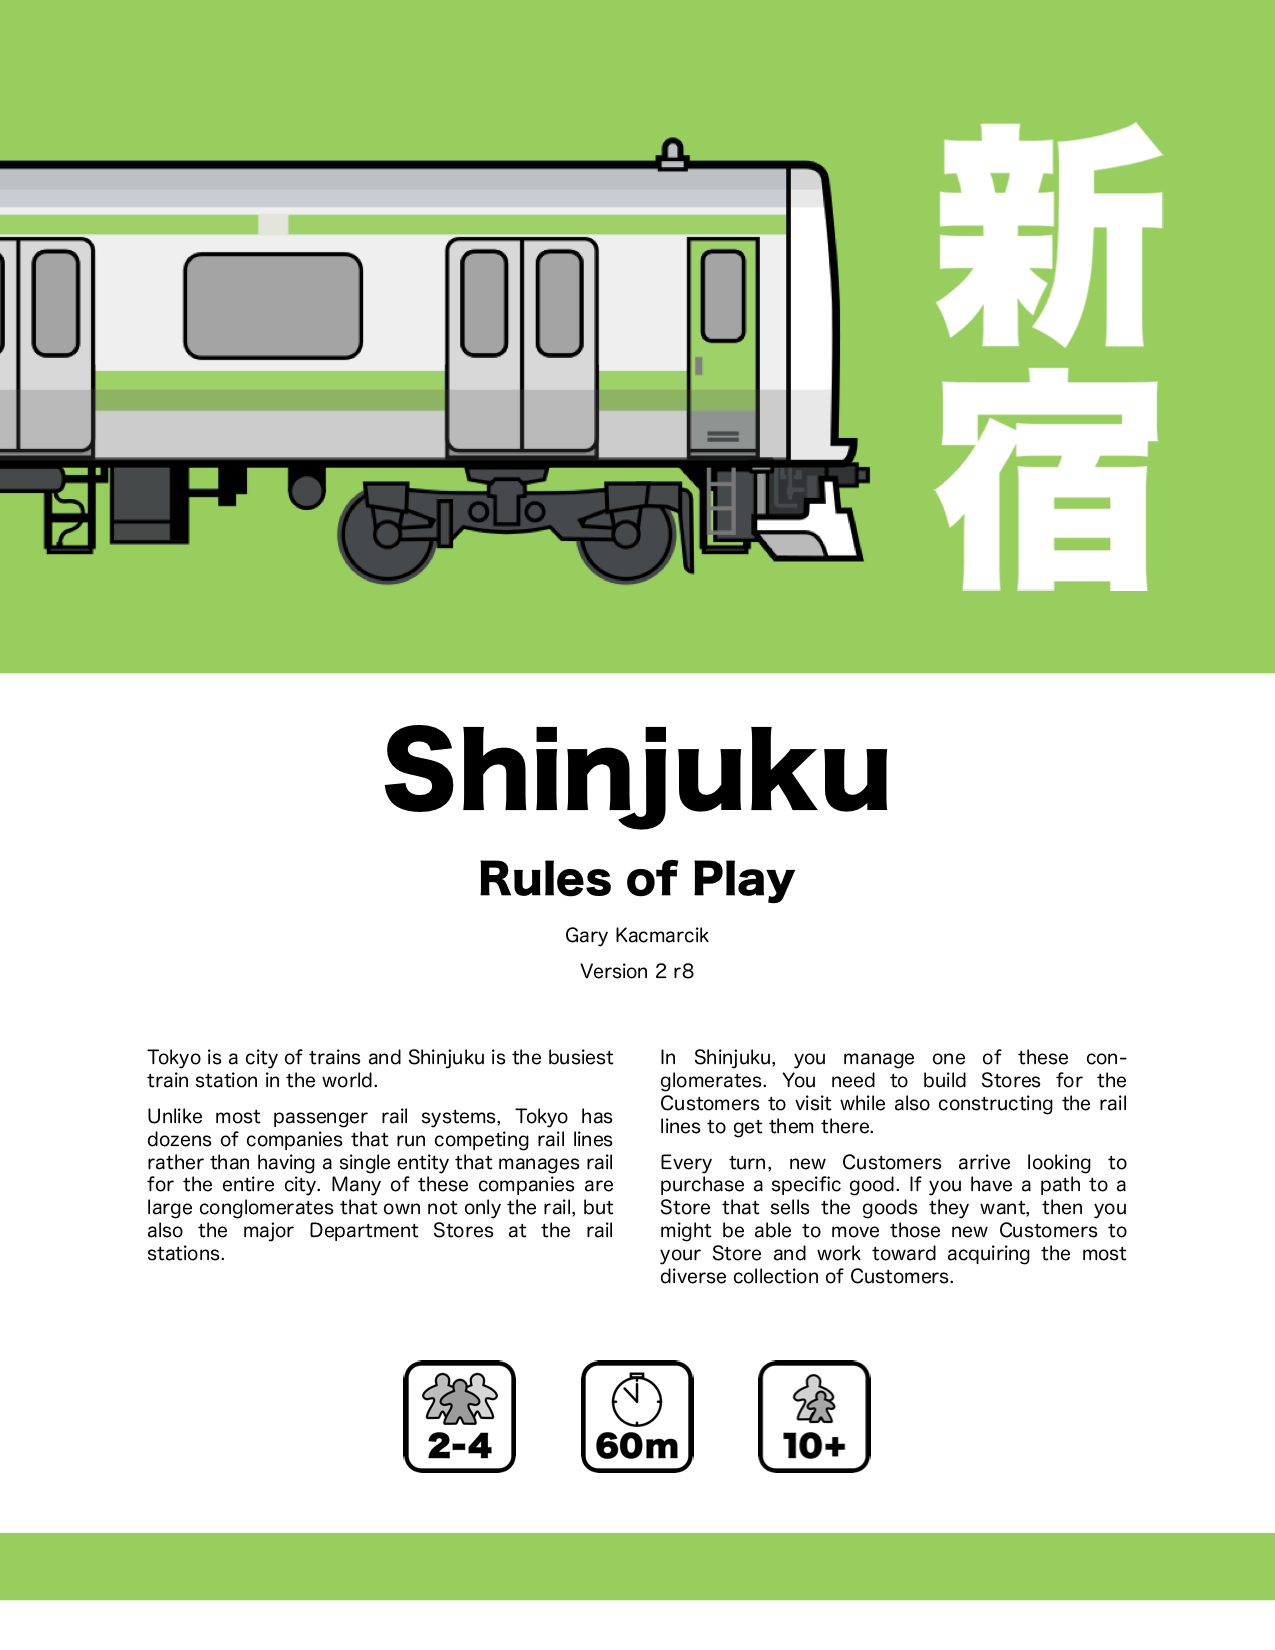 新
宿
Shinjuku
Rules of Play
Gary Kacmarcik
Version 2 r8
Tokyo is a city of trains and Shinjuku is the busiest
train station in the world.
Unlike most passenger rail systems, Tokyo has
dozens of companies that run competing rail lines
rather than having a single entity that manages rail
for the entire city. Many of these companies are
large conglomerates that own not only the rail, but
also the major Department Stores at the rail
stations.
In Shinjuku, you manage one of these con-
glomerates. You need to build Stores for the
Customers to visit while also constructing the rail
lines to get them there.
Every turn, new Customers arrive looking to
purchase a specific good. If you have a path to a
Store that sells the goods they want, then you
might be able to move those new Customers to
your Store and work toward acquiring the most
diverse collection of Customers.
2-4
60m
10+